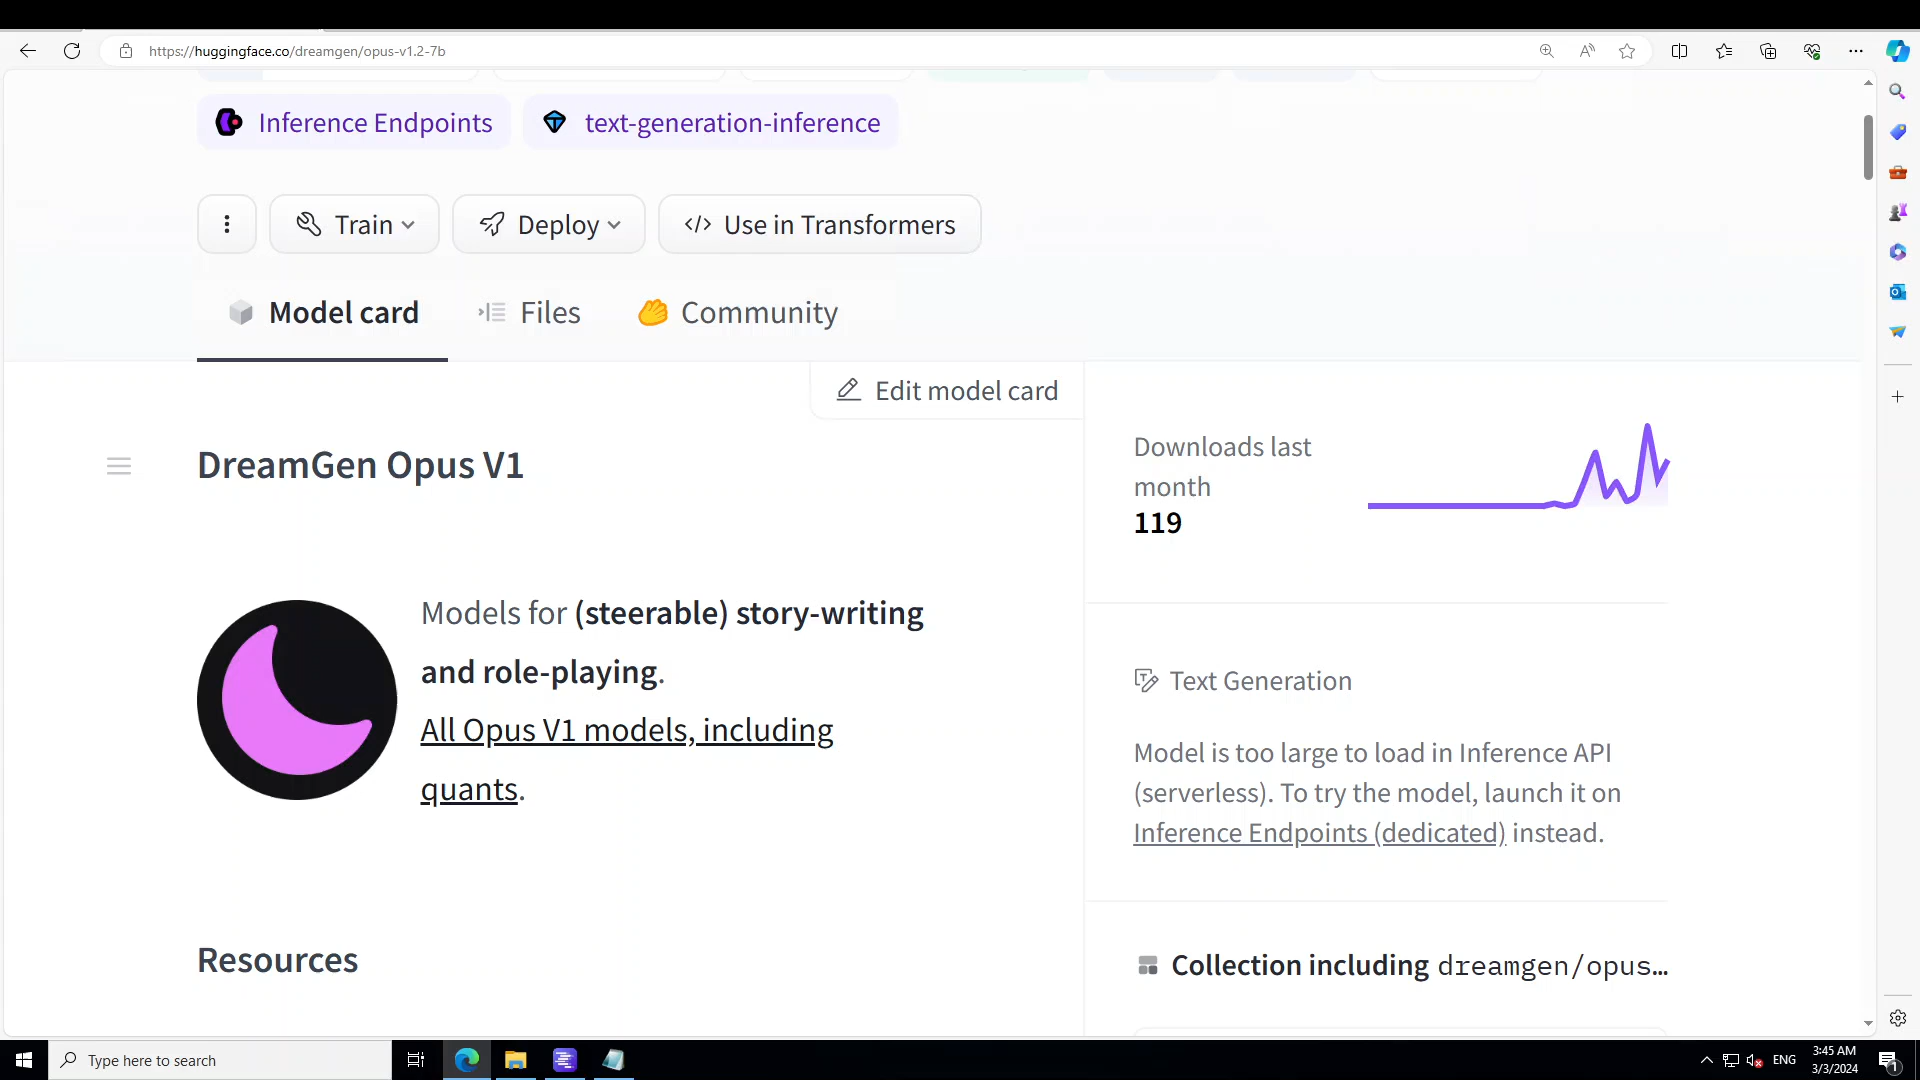 https://huggingface.co/dreamgen/opus-v1.2-7b
Inference Endpoints
text-generation-inference
Train
Deploy
</> Use in Transformers
Model card
Files
Community
Edit model card
DreamGen Opus V1
Models for (steerable) story-writing
and role-playing.
All Opus V1 models, including
quants.
Resources
Downloads last
month
119
Text Generation
Model is too large to load in Inference API
(serverless). To try the model, launch it on
Inference Endpoints (dedicated) instead.
Collection including dreamgen/opus…
Type here to search
ENG
3:45 AM
3/3/2024
1